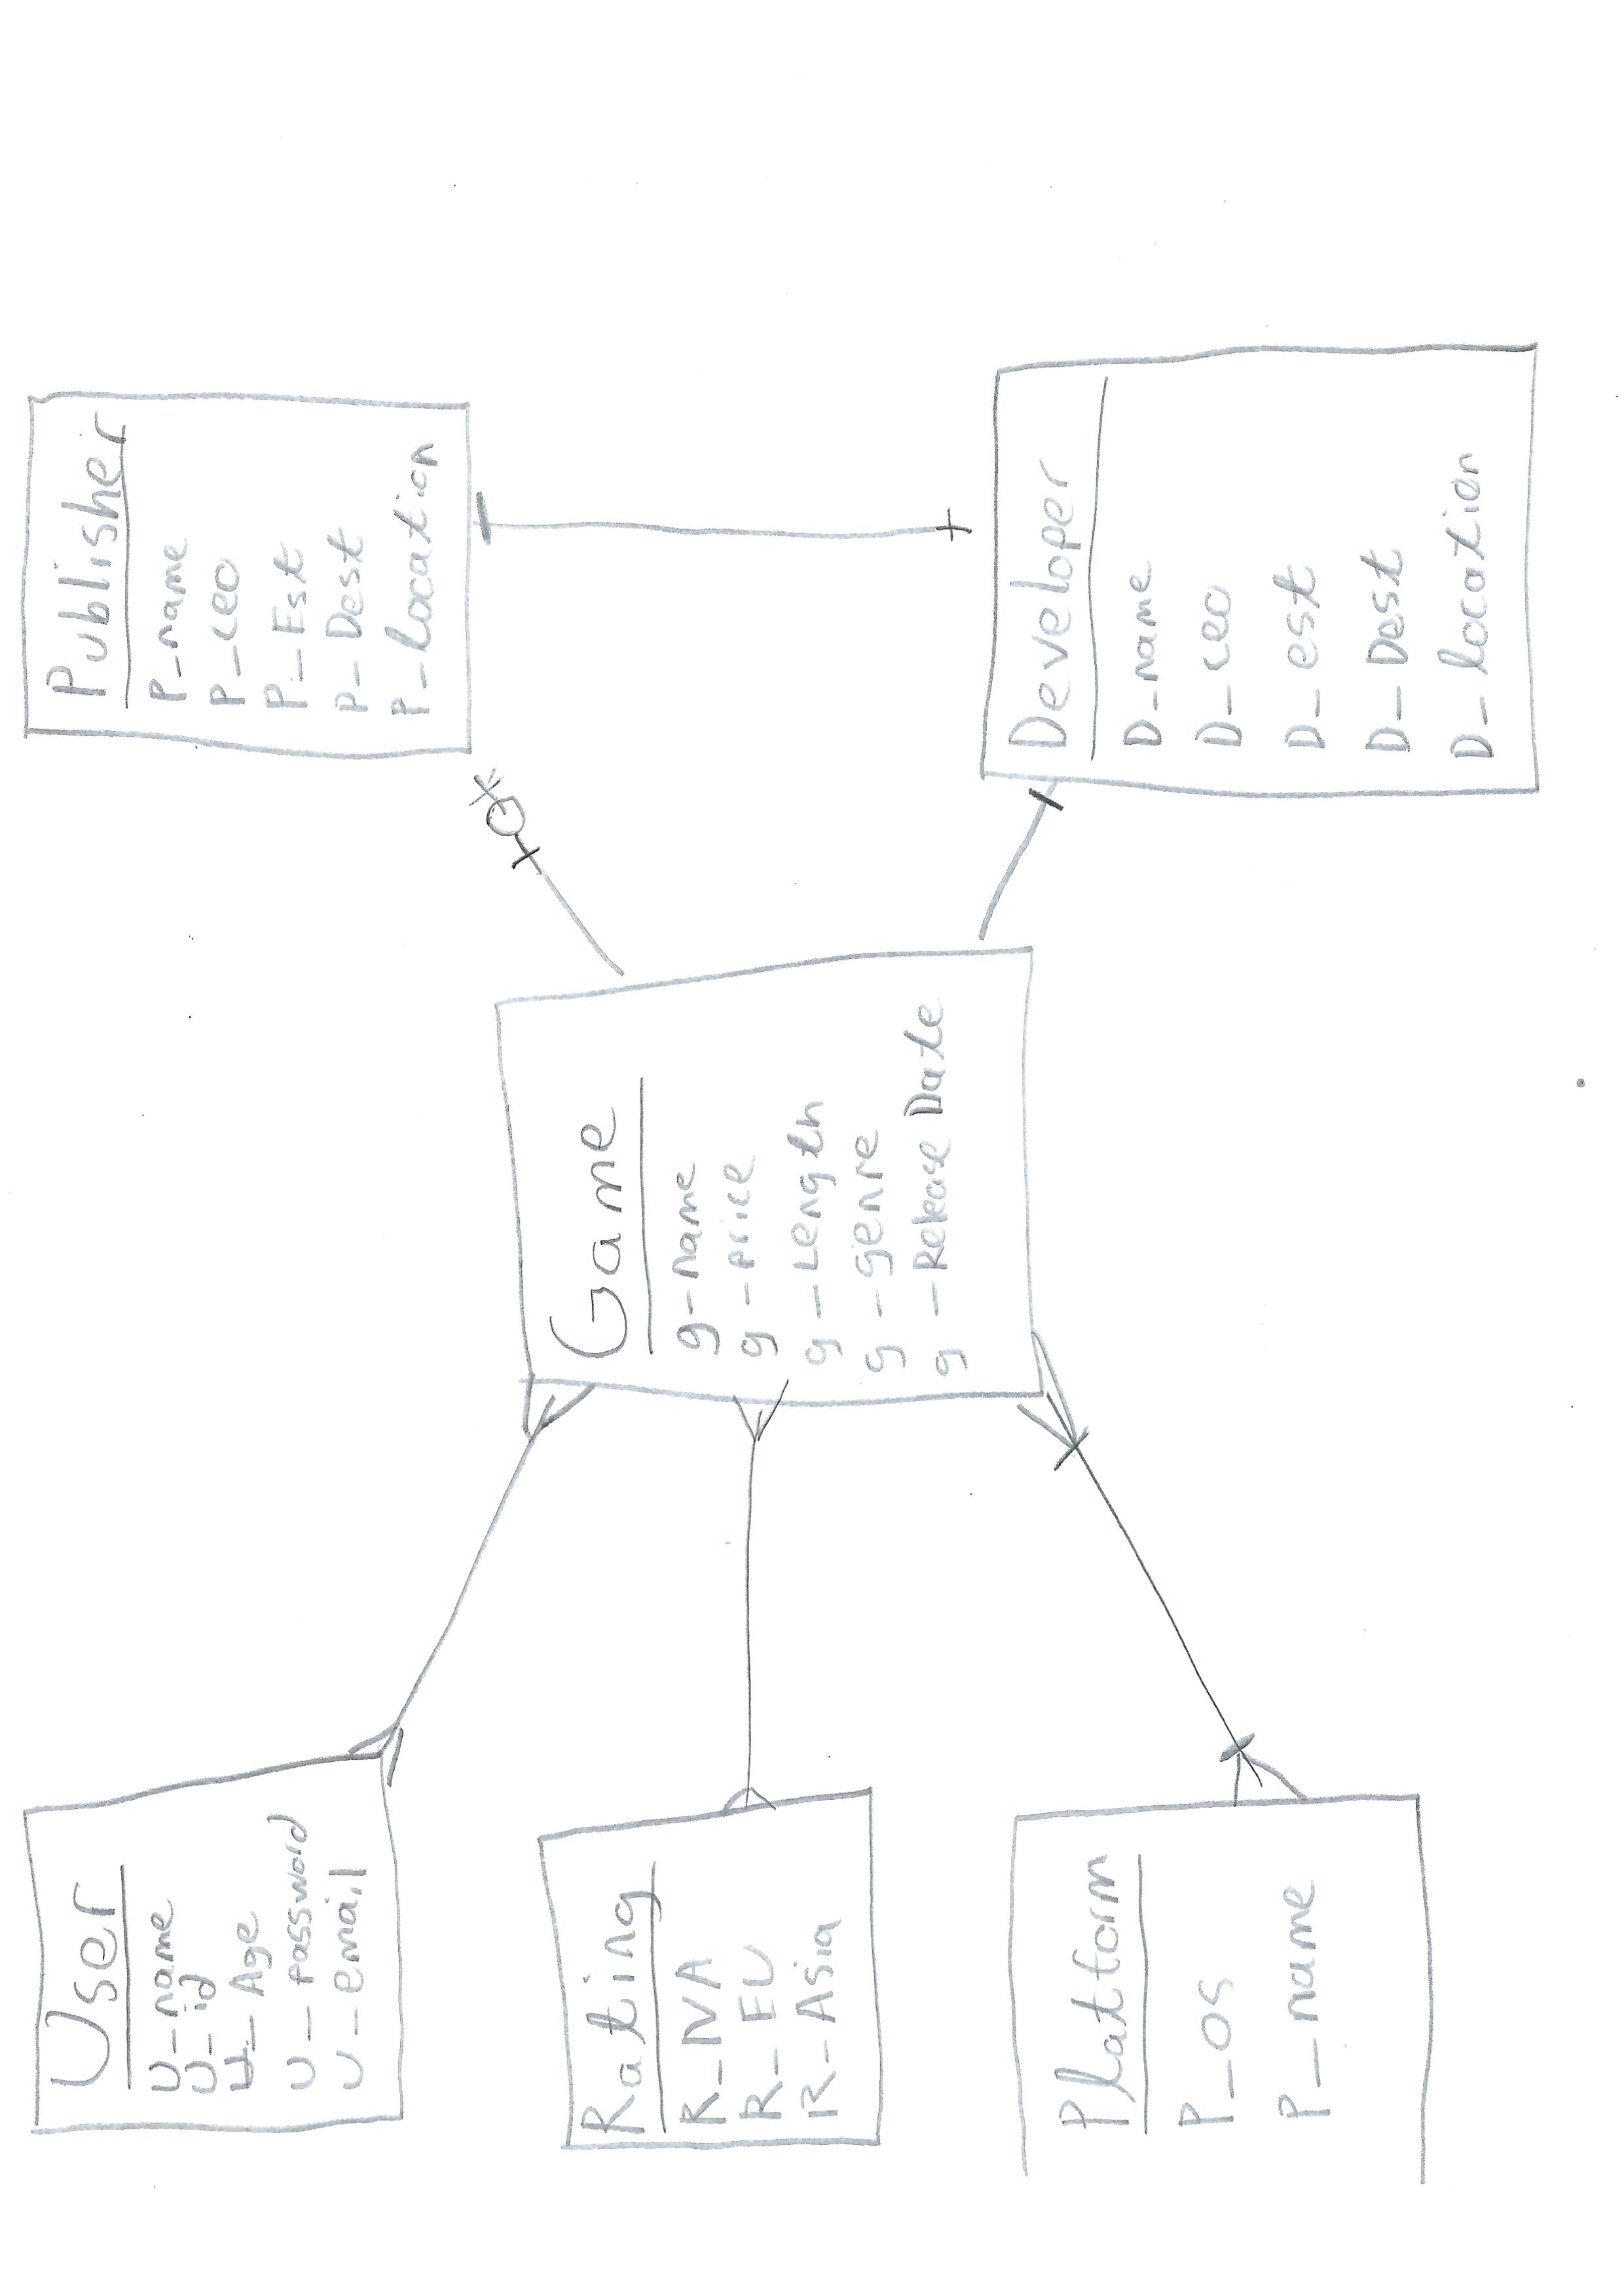 User
U_name
U_id
U_Age
U_password
U_email
Publisher
P_name
P_ceo
P_Est
P_Dest
P_location
Rating
R_NA
R_EU
R_Asia
Game
g-name
g-price
g-Length
g-genre
g-Release Date
Platform
P_os
P_name
Developer
D_name
D_ceo
D_est
D_Dest
D_location